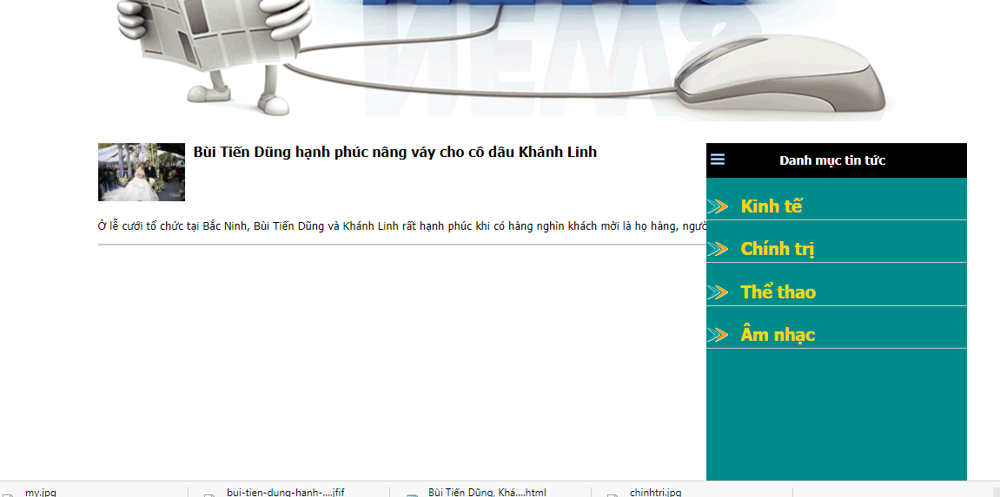 NEWS
Bùi Tiến Dũng hạnh phúc nâng váy cho cô dâu Khánh Linh
Ở lễ cưới tổ chức tại Bắc Ninh, Bùi Tiến Dũng và Khánh Linh rất hạnh phúc khi có hàng nghìn khách mời là họ hàng, ngườ
Danh mục tin tức
Kinh tế
Chính trị
Thể thao
Âm nhạc
my.jpg
bui-tien-dung-hanh-....jfif
Bùi Tiến Dũng, Khá....html
chinhtri.jpg